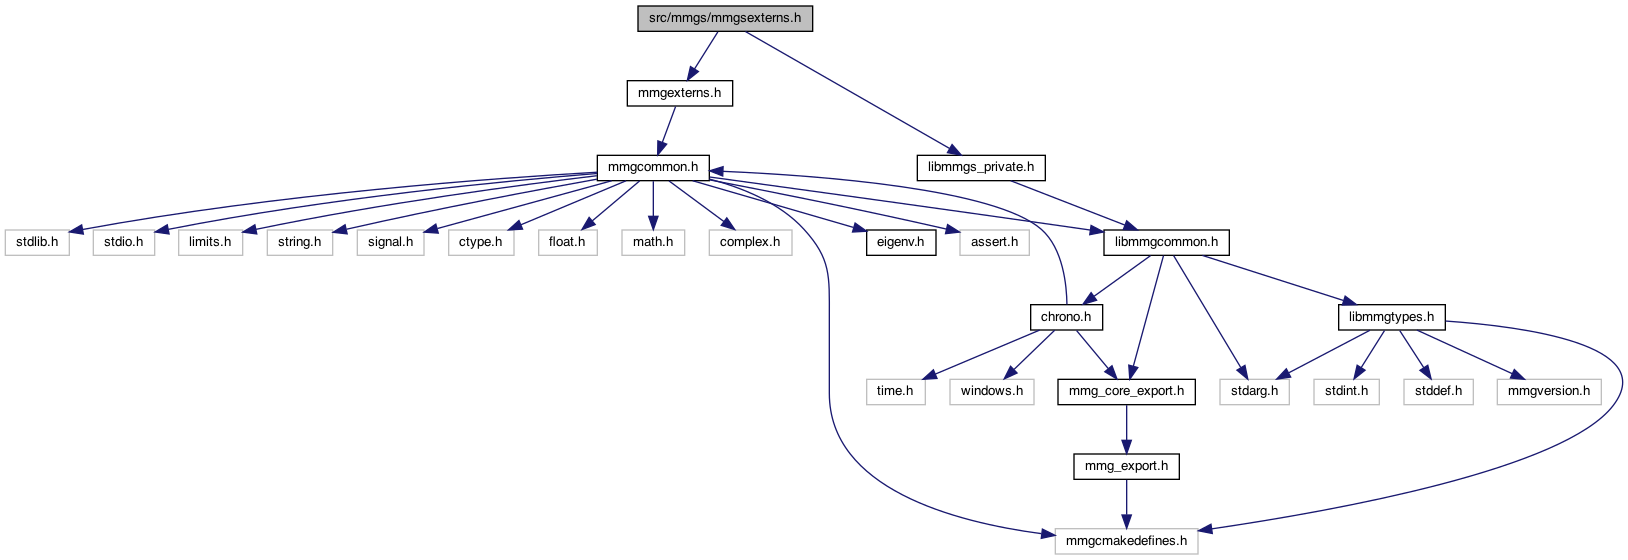 src/mmgs/mmgsexterns.h
mmgexterns.h
mmgcommon.h
libmmgs_private.h
stdlib.h
stdio.h
limits.h
string.h
signal.h
ctype.h
float.h
math.h
complex.h
eigenv.h
assert.h
libmmgcommon.h
chrono.h
libmmgtypes.h
time.h
windows.h
mmg_core_export.h
stdarg.h
stdint.h
stddef.h
mmgversion.h
mmg_export.h
mmgcmakedefines.h